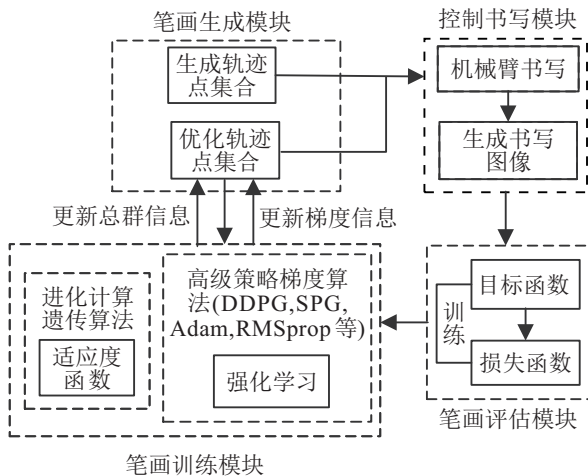 笔画生成模块
生成轨迹
点集合
优化轨迹
点集合
控制书写模块
机械臂书写
生成书写
图像
更新总群信息
更新梯度信息
进化计算
遗传算法
适应度
函数
高级策略梯度算
法(DDPG,SPG,
Adam,RMSprop等)
强化学习
笔画训练模块
目标函数
训练
损失函数
笔画评估模块